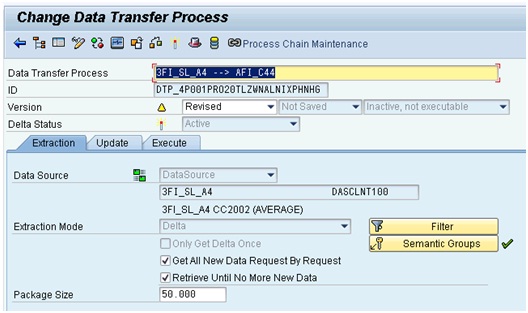 Change Data Transfer Process
Process Chain Maintenance
Data Transfer Process 3FI_SL_A4 --> AFI_C44
ID DTP_4P001PRO20TLZWNALNIXPHNHG
Version Revised Not Saved Inactive, not executable
Delta Status Active
Extraction Update Execute
Data Source DataSource
3FI_SL_A4 DASCLNT100
3FI_SL_A4 CC2002 (AVERAGE)
Extraction Mode Delta Filter
Only Get Delta Once Semantic Groups
Get All New Data Request By Request
Retrieve Until No More New Data
Package Size 50.000